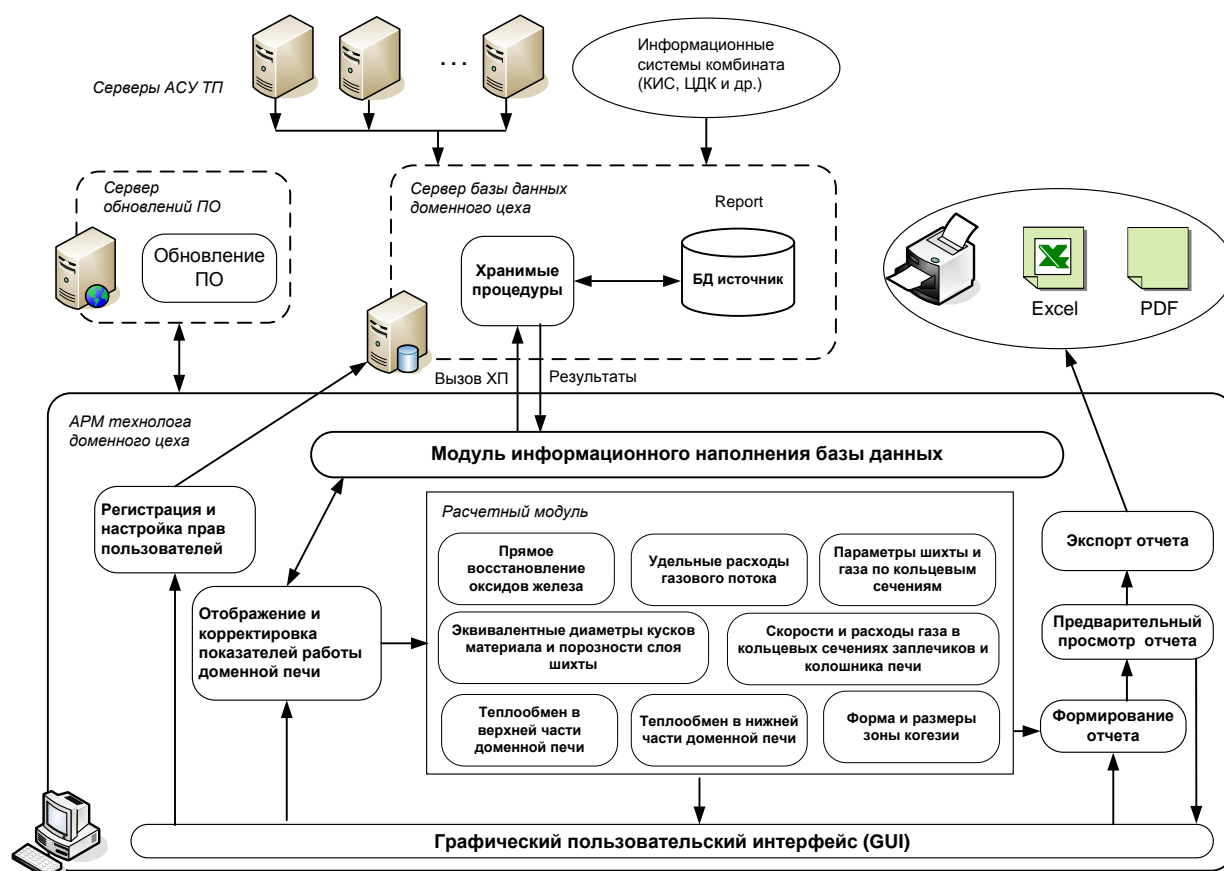 Серверы АСУ ТП
. . .
Информационные
системы комбината
(КИС, ЦДК и др.)
Сервер
обновлений ПО
Обновление
ПО
Сервер базы данных
доменного цеха
Report
Хранимые
процедуры
БД источник
Excel
PDF
Вызов ХП
Результаты
АРМ технолога
доменного цеха
Модуль информационного наполнения базы данных
Регистрация и
настройка прав
пользователей
Отображение и
корректировка
показателей работы
доменной печи
Расчетный модуль
Прямое
восстановление
оксидов железа
Удельные расходы
газового потока
Параметры шихты и
газа по кольцевым
сечениям
Эквивалентные диаметры кусков
материала и порозности слоя
шихты
Скорости и расходы газа в
кольцевых сечениях заплечиков и
колошника печи
Теплообмен в
верхней части
доменной печи
Теплообмен в нижней
части доменной печи
Форма и размеры
зоны когезии
Экспорт отчета
Предварительный
просмотр отчета
Формирование
отчета
Графический пользовательский интерфейс (GUI)